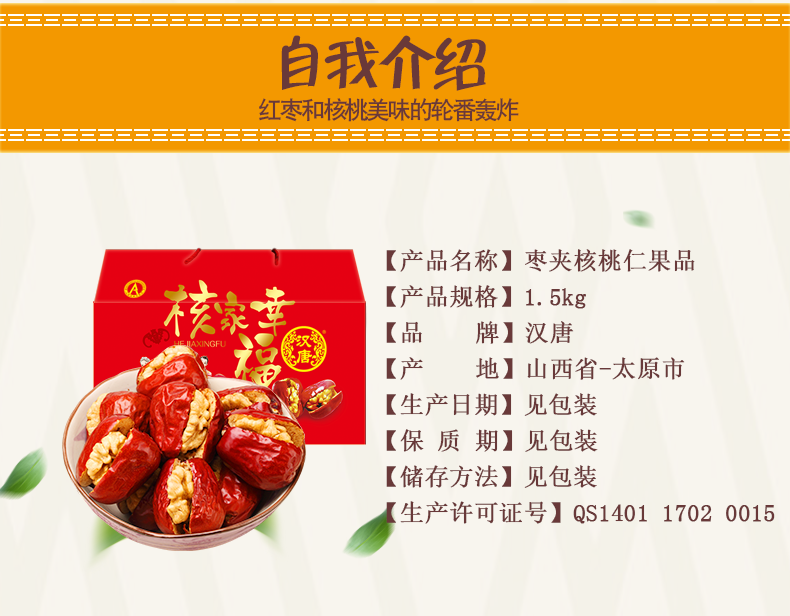 自我介绍
红枣和核桃美味的轮番轰炸
【产品名称】枣夹核桃仁果品
【产品规格】1.5kg
【品　　牌】汉唐
【产　　地】山西省-太原市
【生产日期】见包装
【保 质 期】见包装
【储存方法】见包装
【生产许可证号】QS1401 1702 0015
A
核家幸
HE JIAXINGFU
福
汉唐